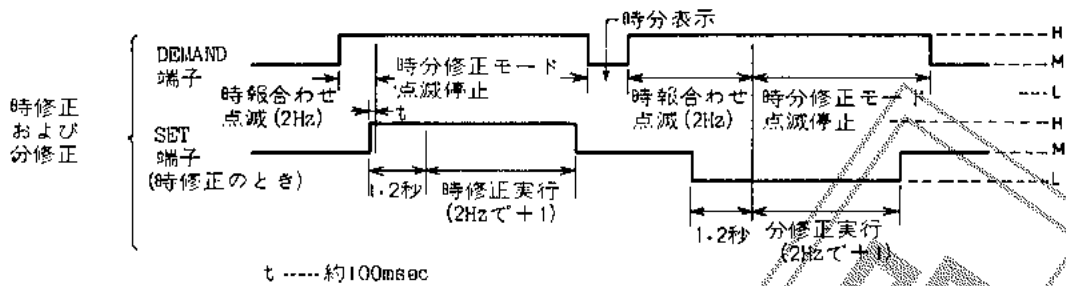 時修正
および
分修正
DEMAND
端子
SET
端子
(時修正のとき)
時報合わせ
点滅(2Hz)
時分修正モード
点滅停止
t
時分表示
時報合わせ
点滅(2Hz)
時分修正モード
点滅停止
H
M
L
H
M
L
1.2秒
時修正実行
(2Hzで+1)
1.2秒
分修正実行
(2Hzで+1)
t ----- 約100msec